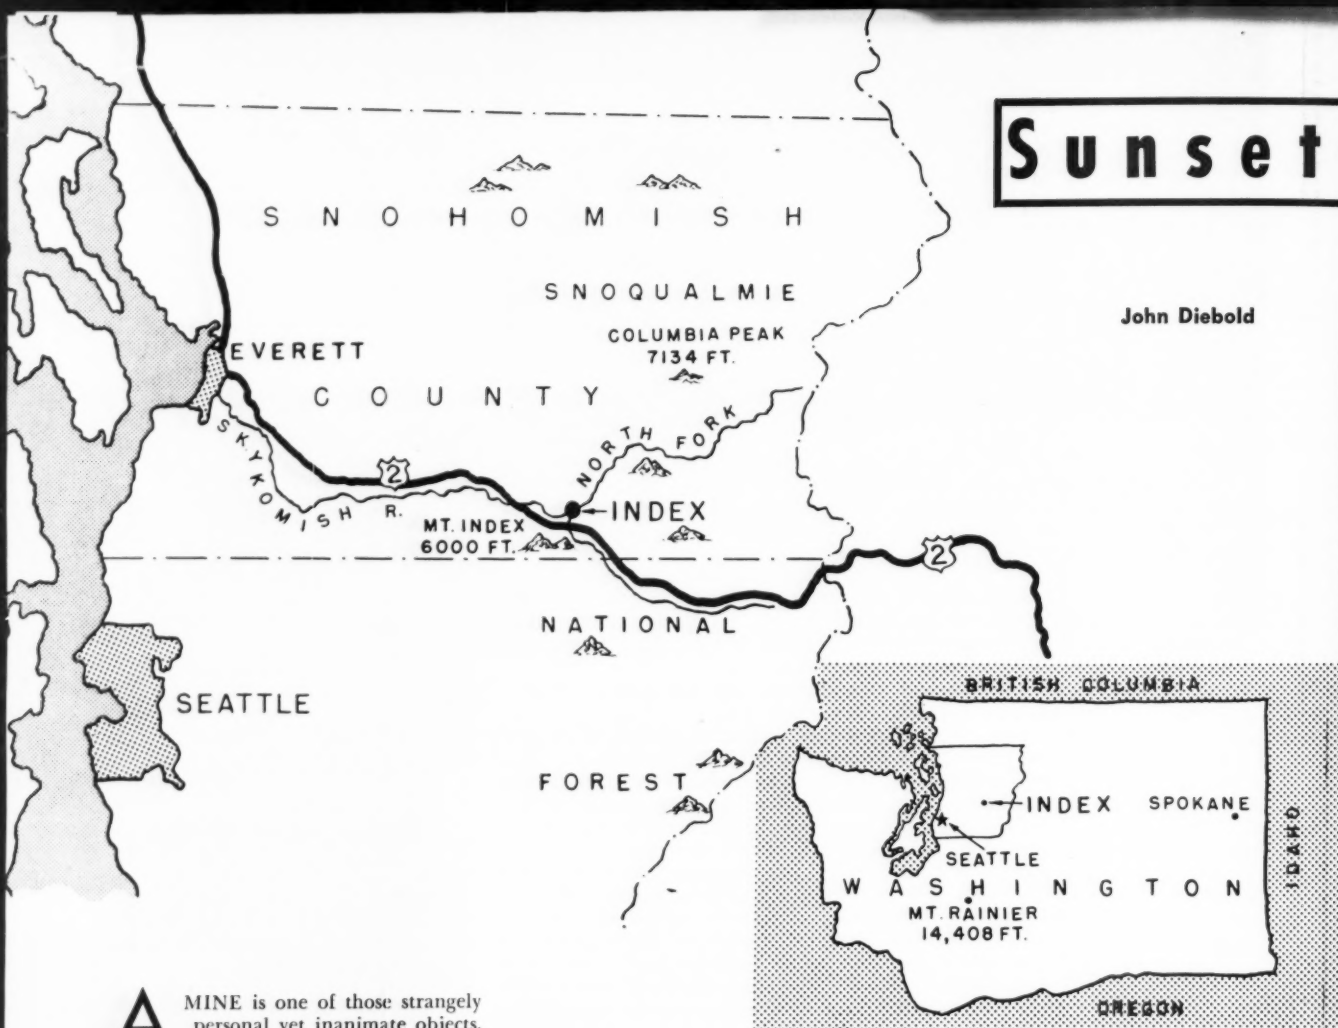 Sunset
John Diebold
SNOHOMISH
SNOQUALMIE
COLUMBIA PEAK
7134 FT.
EVERETT
COUNTY
NORTH FORK
SKYKOMISH R.
2
INDEX
MT. INDEX
6000 FT.
2
NATIONAL
SEATTLE
FOREST
BRITISH COLUMBIA
INDEX
SPOKANE
IDAHO
SEATTLE
WASHINGTON
MT. RAINIER
14,408 FT.
OREGON
A MINE is one of those strangely
personal yet inanimate objects,